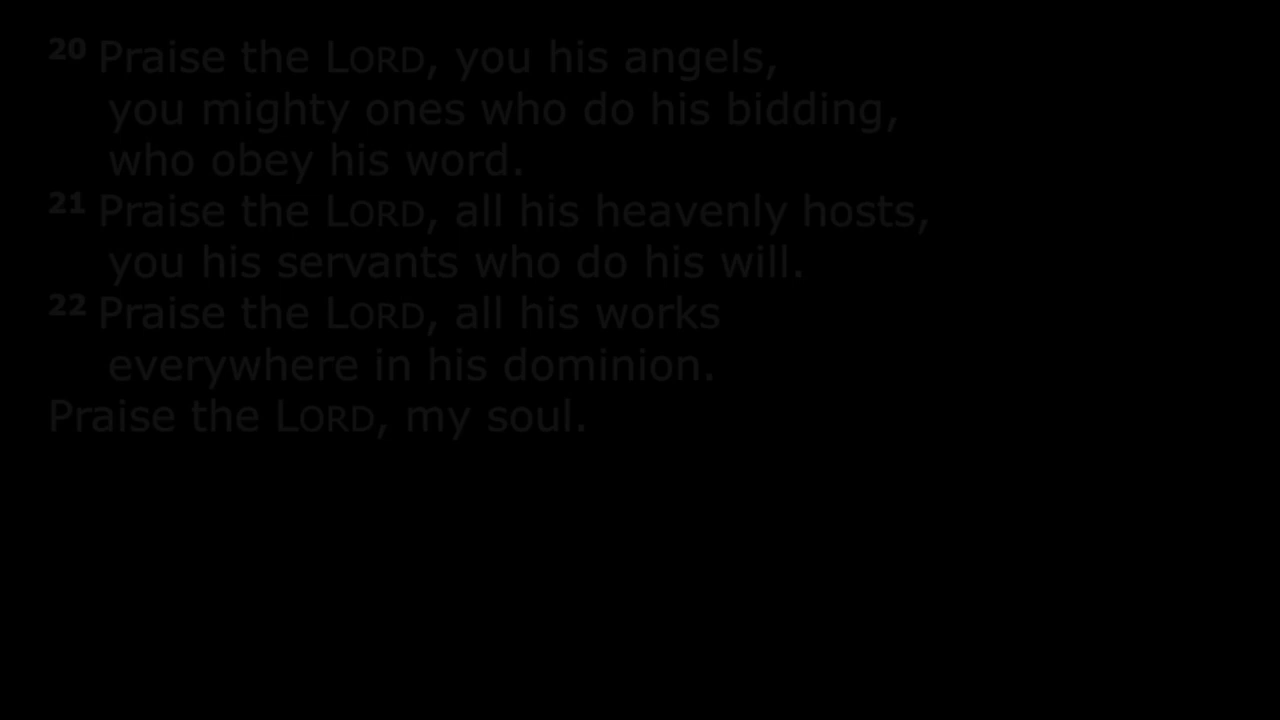 20 Praise the LORD, you his angels,
you mighty ones who do his bidding,
who obey his word.
21 Praise the LORD, all his heavenly hosts,
you his servants who do his will.
22 Praise the LORD, all his works
everywhere in his dominion.
Praise the LORD, my soul.